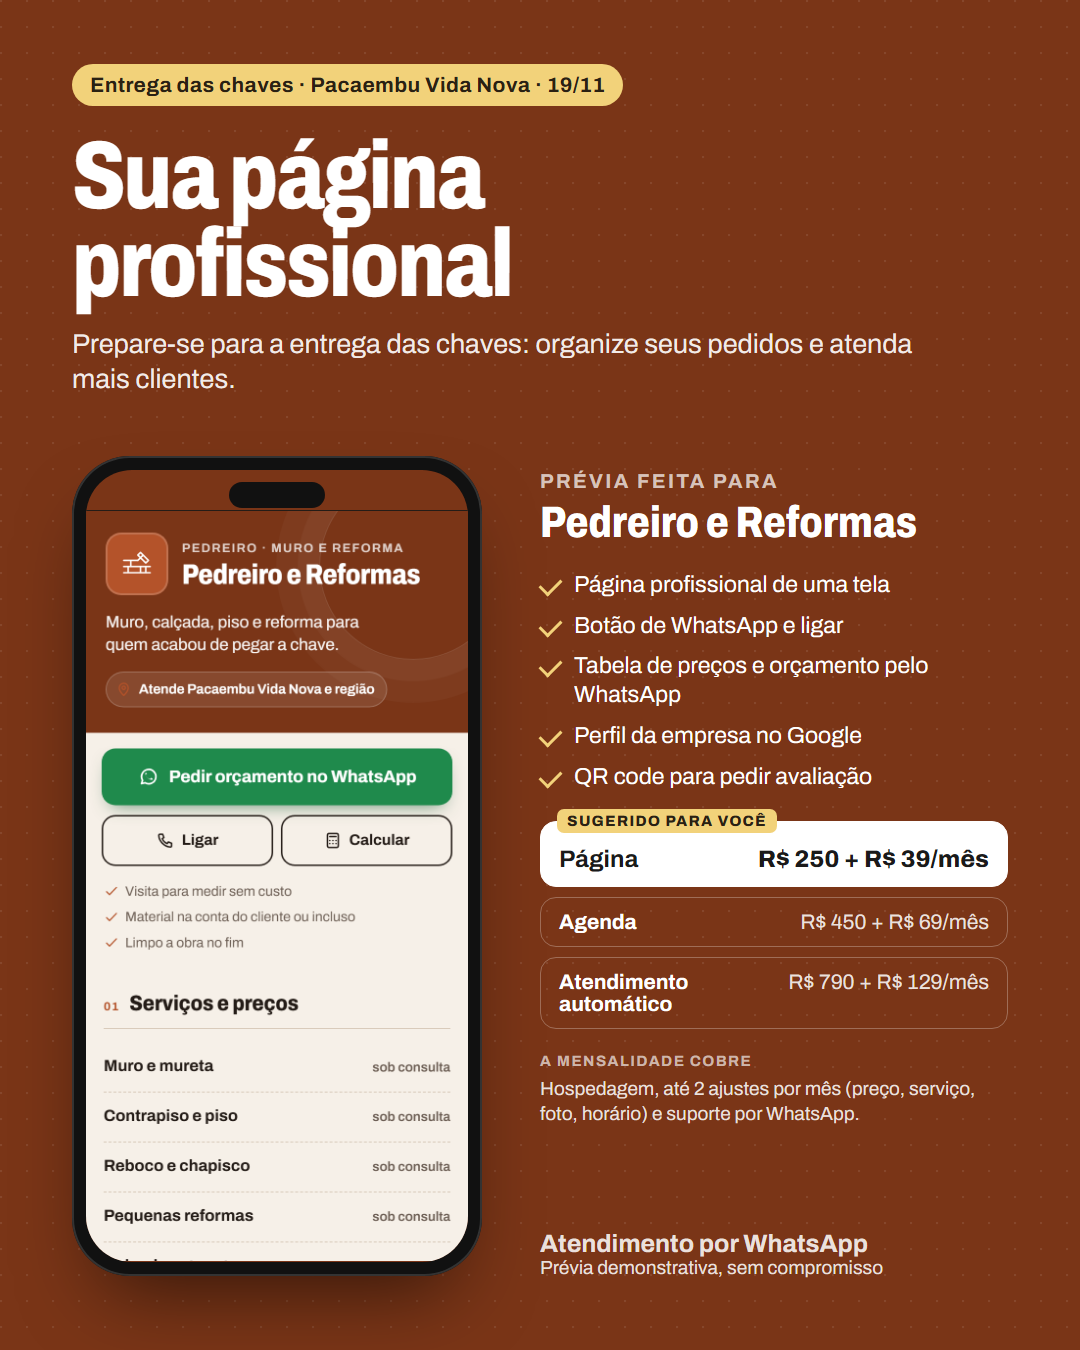 Entrega das chaves · Pacaembu Vida Nova · 19/11
Sua página
profissional
Prepare-se para a entrega das chaves: organize seus pedidos e atenda
mais clientes.
PEDREIRO · MURO E REFORMA
Pedreiro e Reformas
Muro, calçada, piso e reforma para
quem acabou de pegar a chave.
Atende Pacaembu Vida Nova e região
Pedir orçamento no WhatsApp
Ligar
Calcular
Visita para medir sem custo
Material na conta do cliente ou incluso
Limpo a obra no fim
01 Serviços e preços
Muro e mureta sob consulta
Contrapiso e piso sob consulta
Reboco e chapisco sob consulta
Pequenas reformas sob consulta
PRÉVIA FEITA PARA
Pedreiro e Reformas
Página profissional de uma tela
Botão de WhatsApp e ligar
Tabela de preços e orçamento pelo
WhatsApp
Perfil da empresa no Google
QR code para pedir avaliação
SUGERIDO PARA VOCÊ
Página R$ 250 + R$ 39/mês
Agenda R$ 450 + R$ 69/mês
Atendimento R$ 790 + R$ 129/mês
automático
A MENSALIDADE COBRE
Hospedagem, até 2 ajustes por mês (preço, serviço,
foto, horário) e suporte por WhatsApp.
Atendimento por WhatsApp
Prévia demonstrativa, sem compromisso